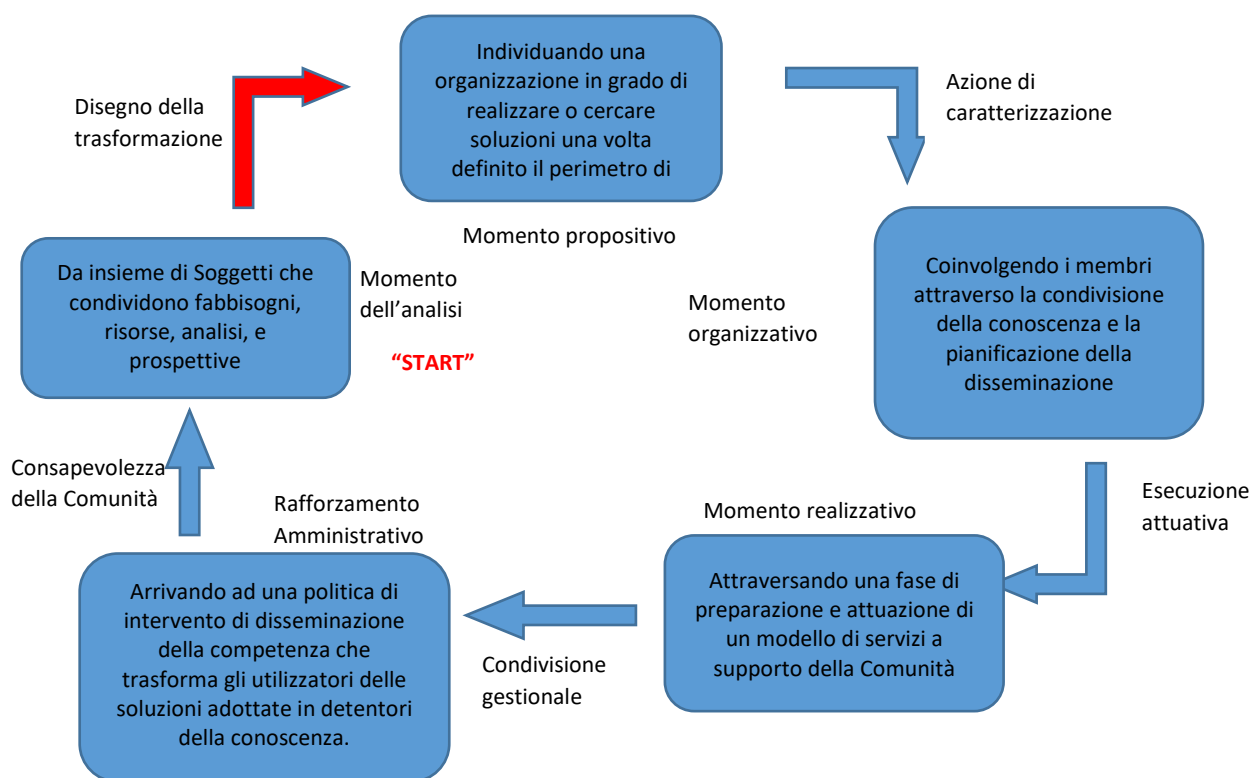 Individuando una
organizzazione in grado di
realizzare o cercare
soluzioni una volta
definito il perimetro di
Disegno della
trasformazione
Azione di
caratterizzazione
Momento propositivo
Da insieme di Soggetti che
condividono fabbisogni,
risorse, analisi, e
prospettive
Momento
dell’analisi
“START”
Momento
organizzativo
Coinvolgendo i membri
attraverso la condivisione
della conoscenza e la
pianificazione della
disseminazione
Consapevolezza
della Comunità
Rafforzamento
Amministrativo
Momento realizzativo
Esecuzione
attuativa
Arrivando ad una politica di
intervento di disseminazione
della competenza che
trasforma gli utilizzatori delle
soluzioni adottate in detentori
della conoscenza.
Condivisione
gestionale
Attraversando una fase di
preparazione e attuazione di
un modello di servizi a
supporto della Comunità